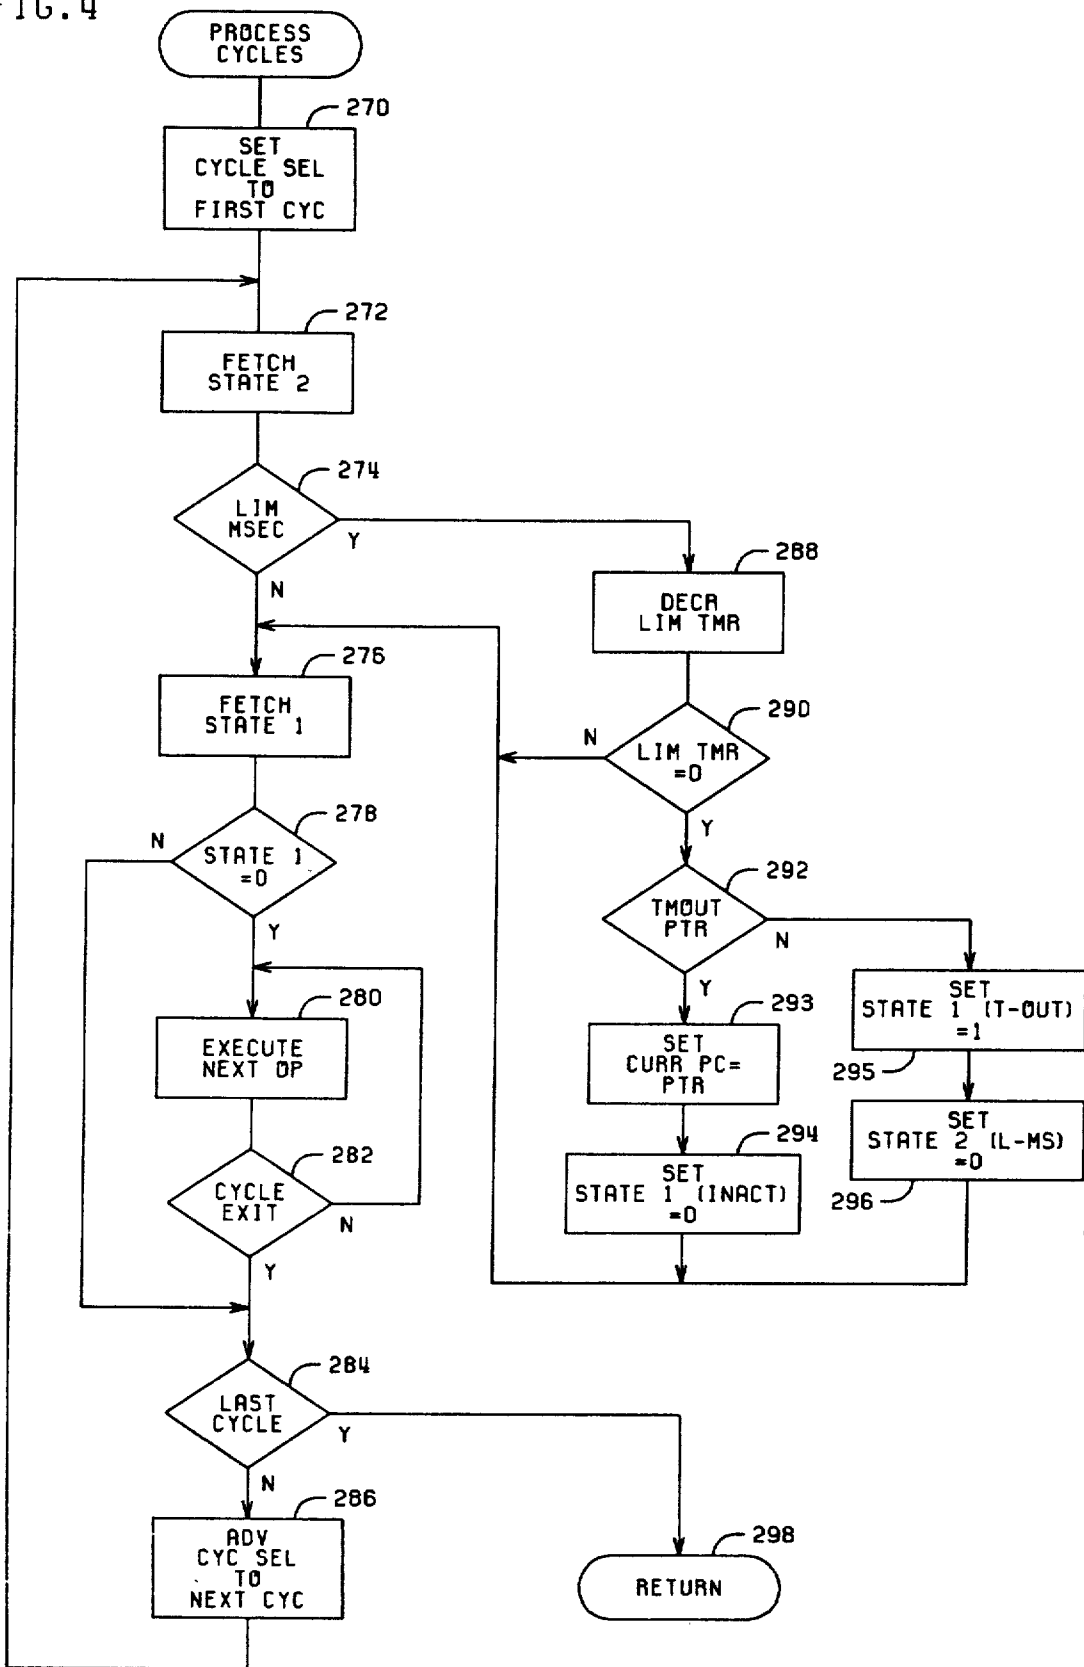 FIG.4
PROCESS
CYCLES
270
SET
CYCLE SEL
TO
FIRST CYC
272
FETCH
STATE 2
274
LIM
MSEC
Y
N
288
DECR
LIM TMR
276
FETCH
STATE 1
290
LIM TMR
=0
N
Y
278
STATE 1
=0
N
Y
292
TMOUT
PTR
N
Y
280
EXECUTE
NEXT OP
293
SET
CURR PC=
PTR
SET
STATE 1 (T-OUT)
=1
295
282
CYCLE
EXIT
N
Y
294
SET
STATE 1 (INACT)
=0
SET
STATE 2 (L-MS)
=0
296
284
LAST
CYCLE
Y
N
286
ADV
CYC SEL
TO
NEXT CYC
298
RETURN